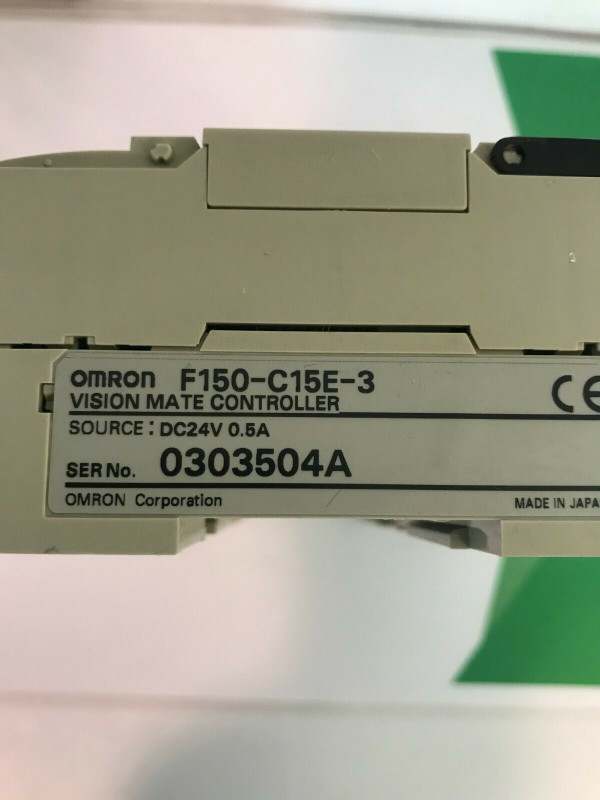 OMRON F150-C15E-3
VISION MATE CONTROLLER
CE
SOURCE : DC24V 0.5A
SER No. 0303504A
OMRON Corporation
MADE IN JAPA